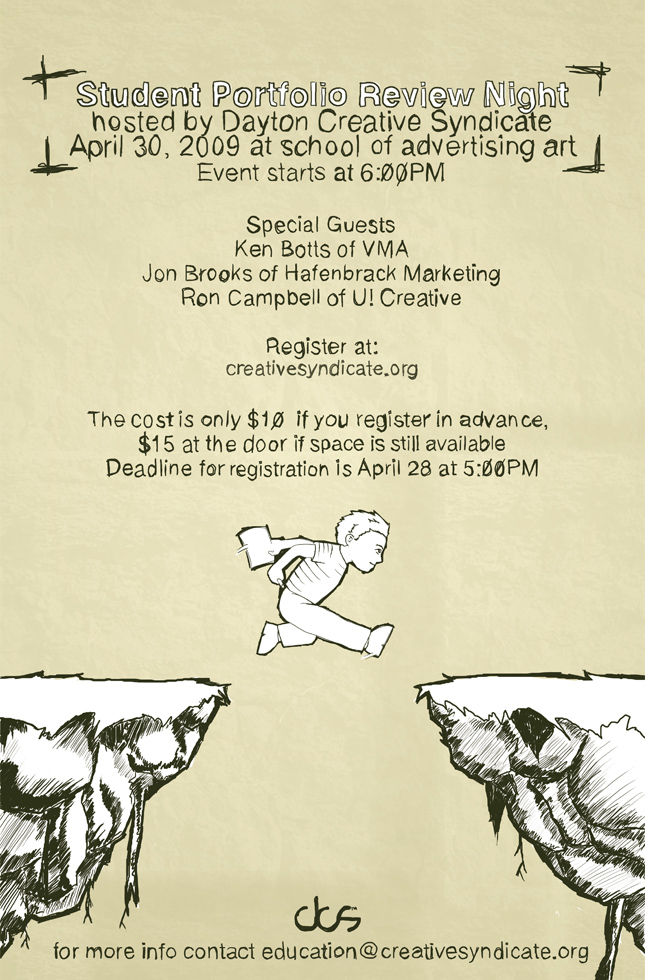 Student Portfolio Review Night
hosted by Dayton Creative Syndicate
April 30, 2009 at school of advertising art
Event starts at 6:00PM
Special Guests
Ken Botts of VMA
Jon Brooks of Hafenbrack Marketing
Ron Campbell of U! Creative
Register at:
creativesyndicate.org
The cost is only $10 if you register in advance,
$15 at the door if space is still available
Deadline for registration is April 28 at 5:00PM
dcs
for more info contact education@creativesyndicate.org